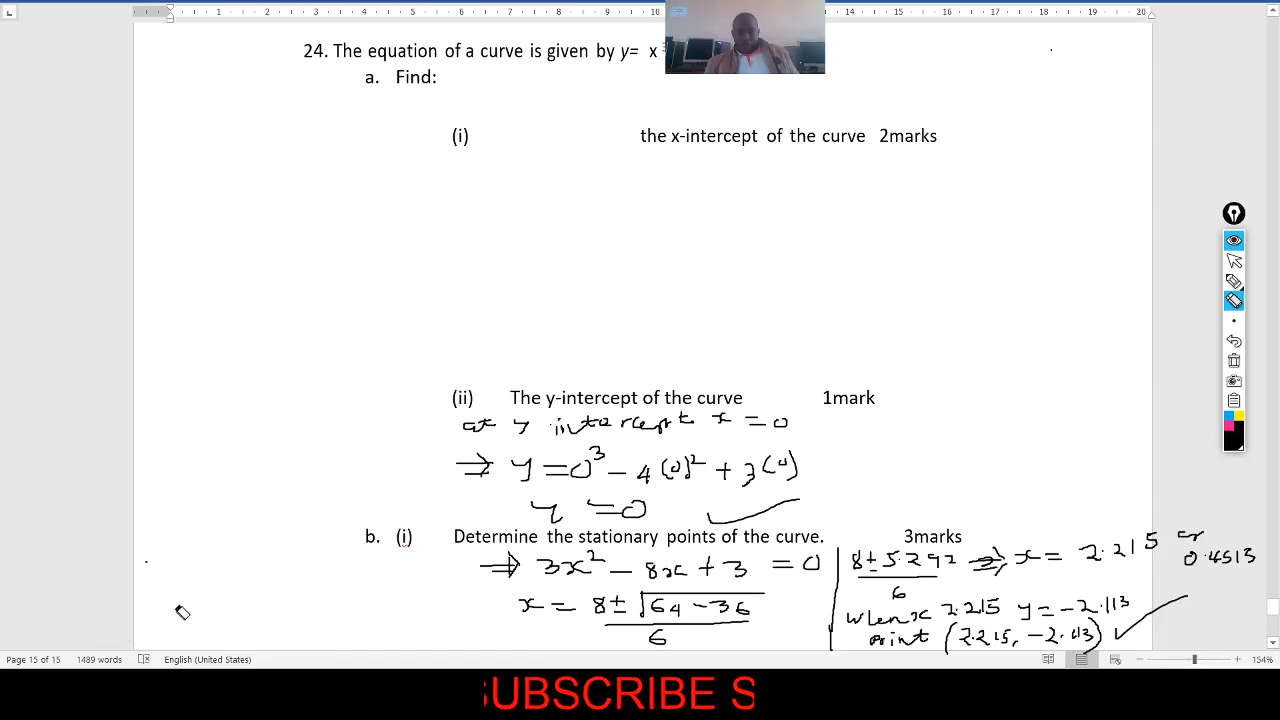 24. The equation of a curve is given by y= x
a. Find:
(i) the x-intercept of the curve 2marks
(ii) The y-intercept of the curve 1mark
at y intercept x = 0
⇒ y = 0³ - 4(0)² + 3(0)
y = 0
b. (i) Determine the stationary points of the curve. 3marks
⇒ 3x² - 8x + 3 = 0
x = 8 ± √64 - 36
6
8 ± 5.292 ⇒ x = 2.215 or
0.4513
6
when x 2.215 y = -2.113
point (2.215, -2.113)
Page 15 of 15 1489 words English (United States) 154%
SUBSCRIBE S